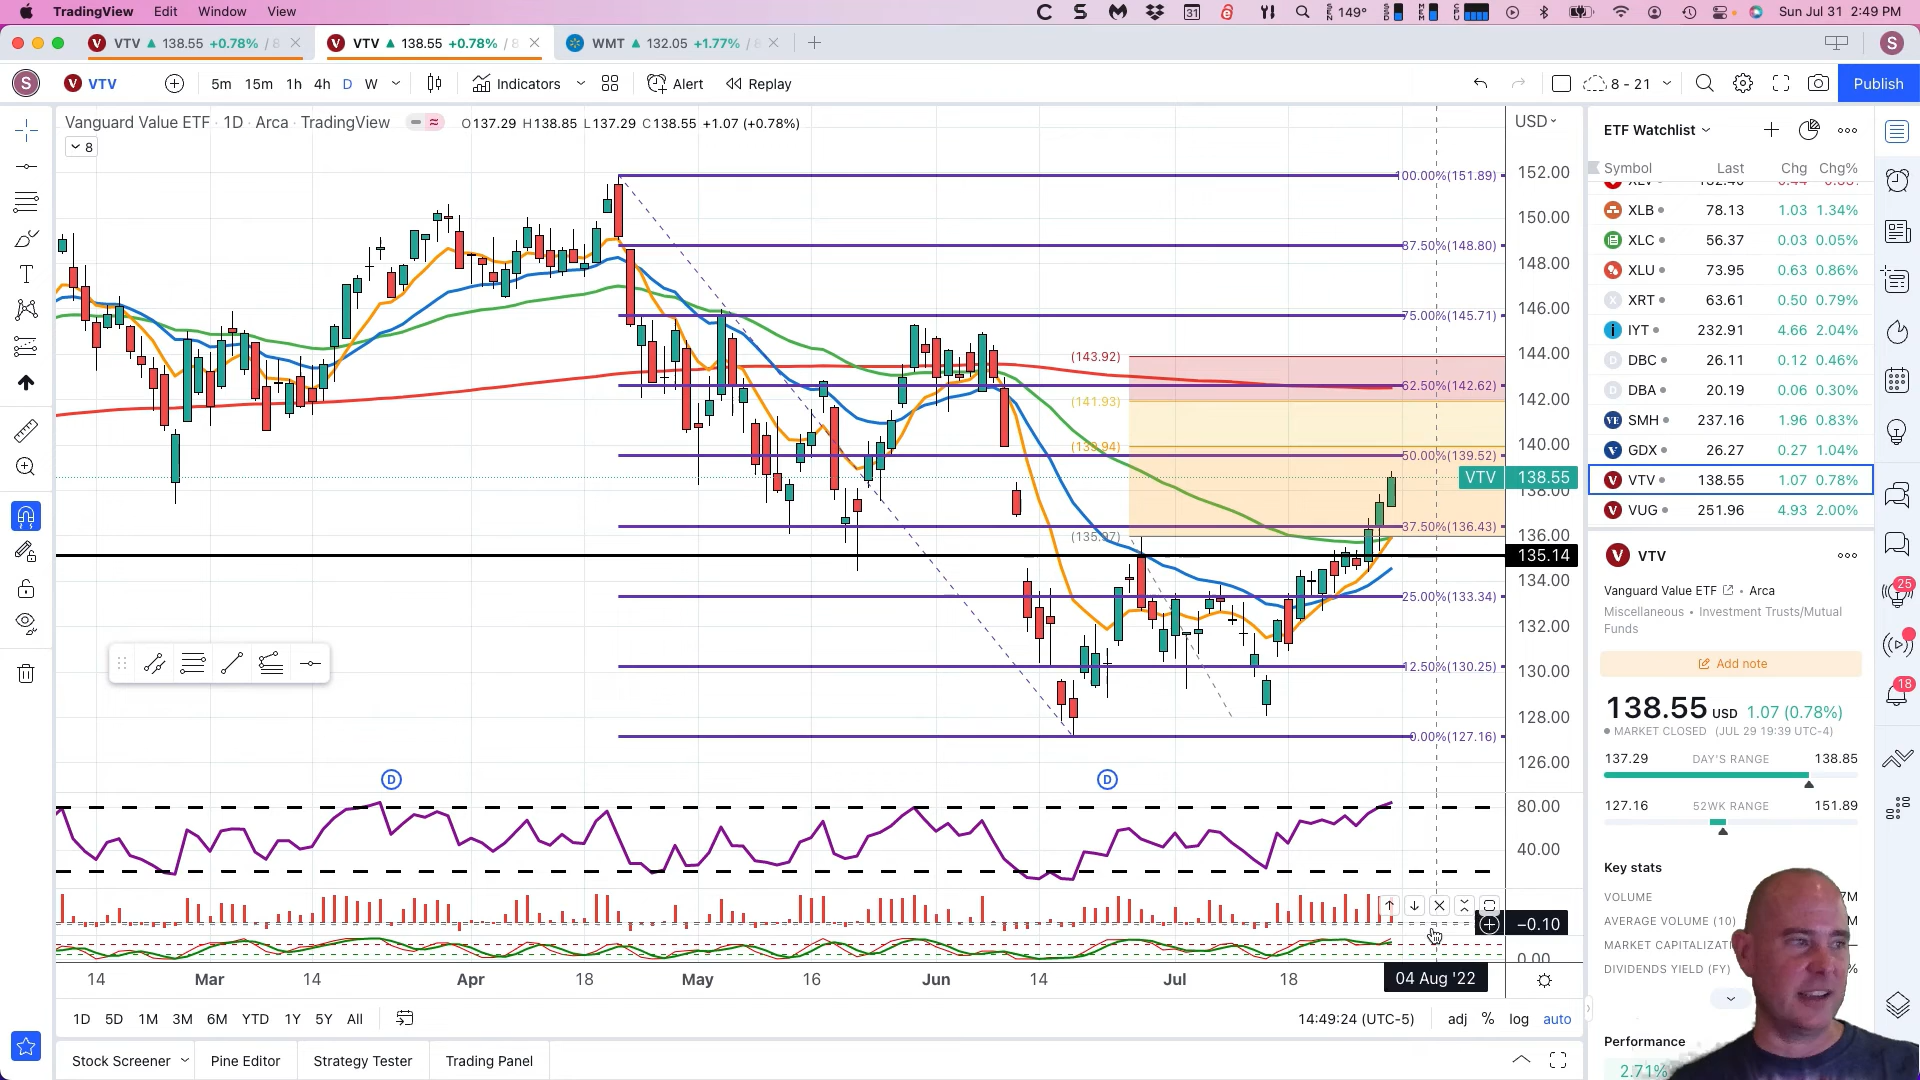 TradingView Edit Window View
149° Sun Jul 31 2:49 PM
VTV 138.55 +0.78% / 8
VTV 138.55 +0.78% / 8
WMT 132.05 +1.77% / 8
S
S VTV 5m 15m 1h 4h D W Indicators Alert Replay 8 - 21 Publish
Vanguard Value ETF · 1D · Arca · TradingView O137.29 H138.85 L137.29 C138.55 +1.07 (+0.78%)
8
USD
152.00
150.00
148.00
146.00
144.00
142.00
140.00
138.00
136.00
135.14
134.00
132.00
130.00
128.00
126.00
100.00%(151.89)
87.50%(148.80)
75.00%(145.71)
(143.92)
62.50%(142.62)
(141.93)
(139.94)
50.00%(139.52)
VTV 138.55
37.50%(136.43)
(135.97)
25.00%(133.34)
12.50%(130.25)
0.00%(127.16)
D D
80.00
40.00
−0.10
0.00
14 Mar 14 Apr 18 May 16 Jun 14 Jul 18 04 Aug '22
1D 5D 1M 3M 6M YTD 1Y 5Y All 14:49:24 (UTC-5) adj % log auto
Stock Screener Pine Editor Strategy Tester Trading Panel
ETF Watchlist
Symbol Last Chg Chg%
XLB 78.13 1.03 1.34%
XLC 56.37 0.03 0.05%
XLU 73.95 0.63 0.86%
XRT 63.61 0.50 0.79%
IYT 232.91 4.66 2.04%
DBC 26.11 0.12 0.46%
DBA 20.19 0.06 0.30%
SMH 237.16 1.96 0.83%
GDX 26.27 0.27 1.04%
VTV 138.55 1.07 0.78%
VUG 251.96 4.93 2.00%
VTV
Vanguard Value ETF • Arca
Miscellaneous • Investment Trusts/Mutual
Funds
Add note
138.55 USD 1.07 (0.78%)
MARKET CLOSED (JUL 29 19:39 UTC-4)
137.29 DAY'S RANGE 138.85
127.16 52WK RANGE 151.89
Key stats
VOLUME
AVERAGE VOLUME (10)
MARKET CAPITALIZATI
DIVIDENDS YIELD (FY)
Performance
2.71%
25
18